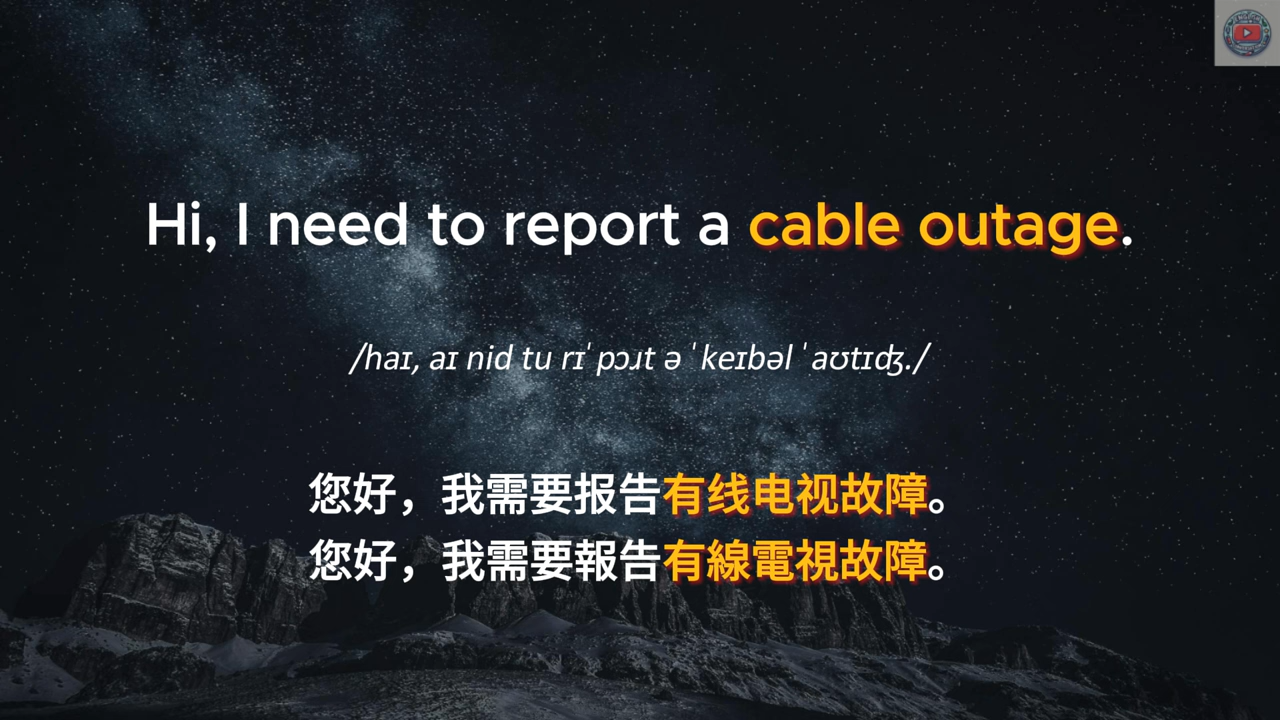 Hi, I need to report a cable outage.
/haɪ, aɪ nid tu rɪˈpɔɹt ə ˈkeɪbəl ˈaʊtɪʤ./
您好，我需要报告有线电视故障。
您好，我需要報告有線電視故障。